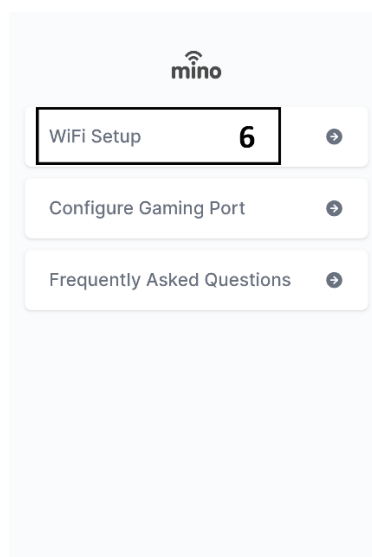 mino
WiFi Setup 6
Configure Gaming Port
Frequently Asked Questions